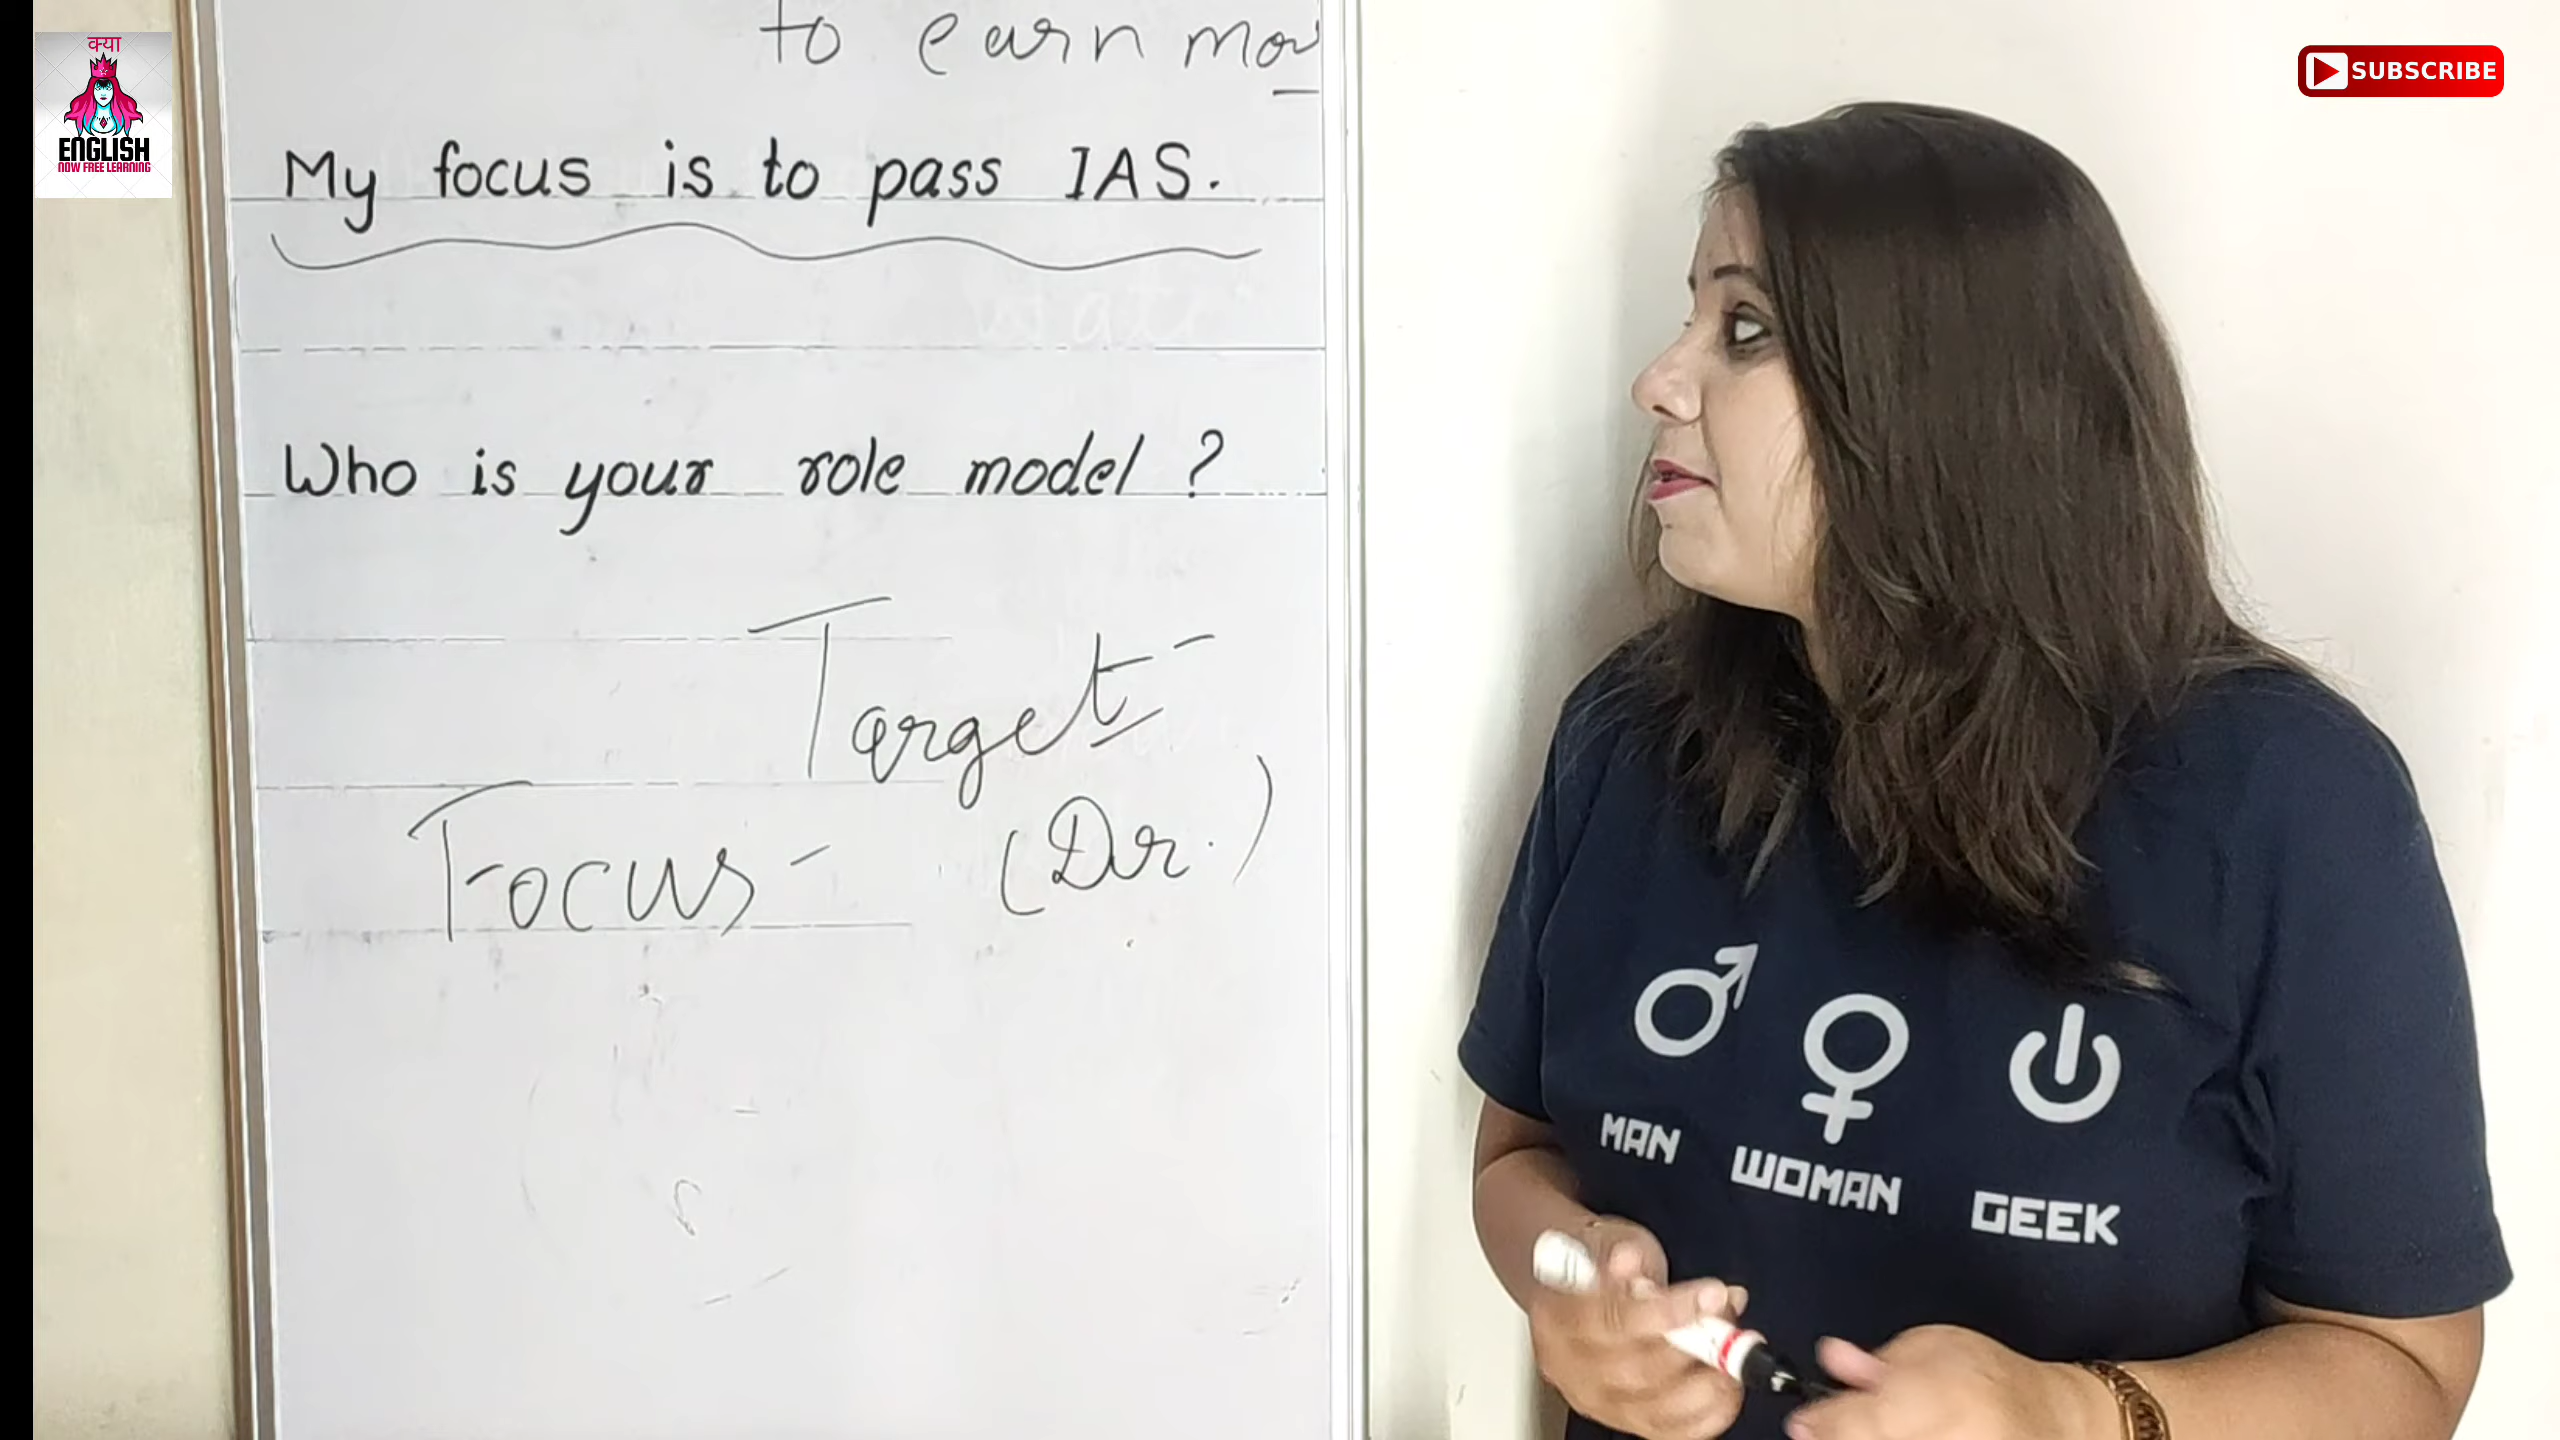 to earn
My focus is to pass IAS.
Who is your role model ?
Target -
Focus - (Dr.)
क्या
ENGLISH
NOW FREE LEARNING
SUBSCRIBE
MAN WOMAN GEEK